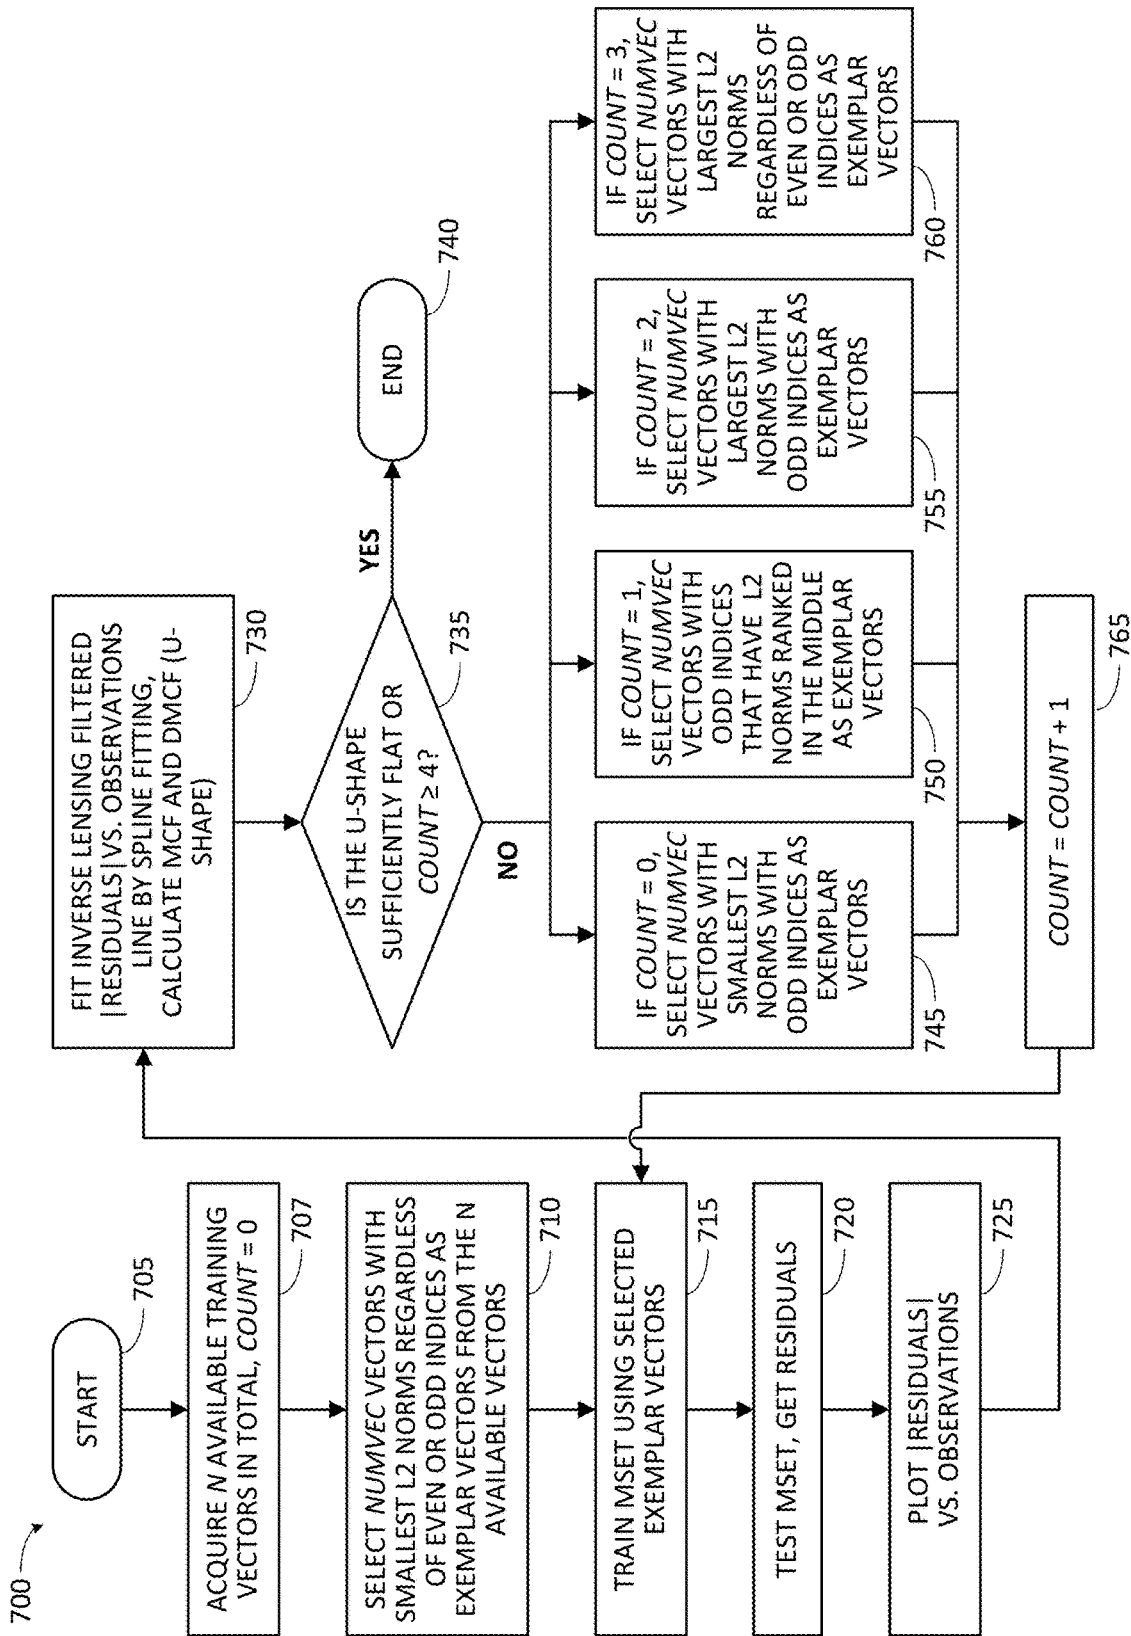 700
START
705
ACQUIRE N AVAILABLE TRAINING
VECTORS IN TOTAL, COUNT = 0
707
SELECT NUMVEC VECTORS WITH
SMALLEST L2 NORMS REGARDLESS
OF EVEN OR ODD INDICES AS
EXEMPLAR VECTORS FROM THE N
AVAILABLE VECTORS
710
TRAIN MSET USING SELECTED
EXEMPLAR VECTORS
715
TEST MSET, GET RESIDUALS
720
PLOT |RESIDUALS|
VS. OBSERVATIONS
725
FIT INVERSE LENSING FILTERED
|RESIDUALS| VS. OBSERVATIONS
LINE BY SPLINE FITTING,
CALCULATE MCF AND DMCF (U-
SHAPE)
730
IS THE U-SHAPE
SUFFICIENTLY FLAT OR
COUNT ≥ 4?
735
YES
END
740
NO
IF COUNT = 0,
SELECT NUMVEC
VECTORS WITH
SMALLEST L2
NORMS WITH
ODD INDICES AS
EXEMPLAR
VECTORS
745
IF COUNT = 1,
SELECT NUMVEC
VECTORS WITH
ODD INDICES
THAT HAVE L2
NORMS RANKED
IN THE MIDDLE
AS EXEMPLAR
VECTORS
750
IF COUNT = 2,
SELECT NUMVEC
VECTORS WITH
LARGEST L2
NORMS WITH
ODD INDICES AS
EXEMPLAR
VECTORS
755
IF COUNT = 3,
SELECT NUMVEC
VECTORS WITH
LARGEST L2
NORMS
REGARDLESS OF
EVEN OR ODD
INDICES AS
EXEMPLAR
VECTORS
760
COUNT = COUNT + 1
765